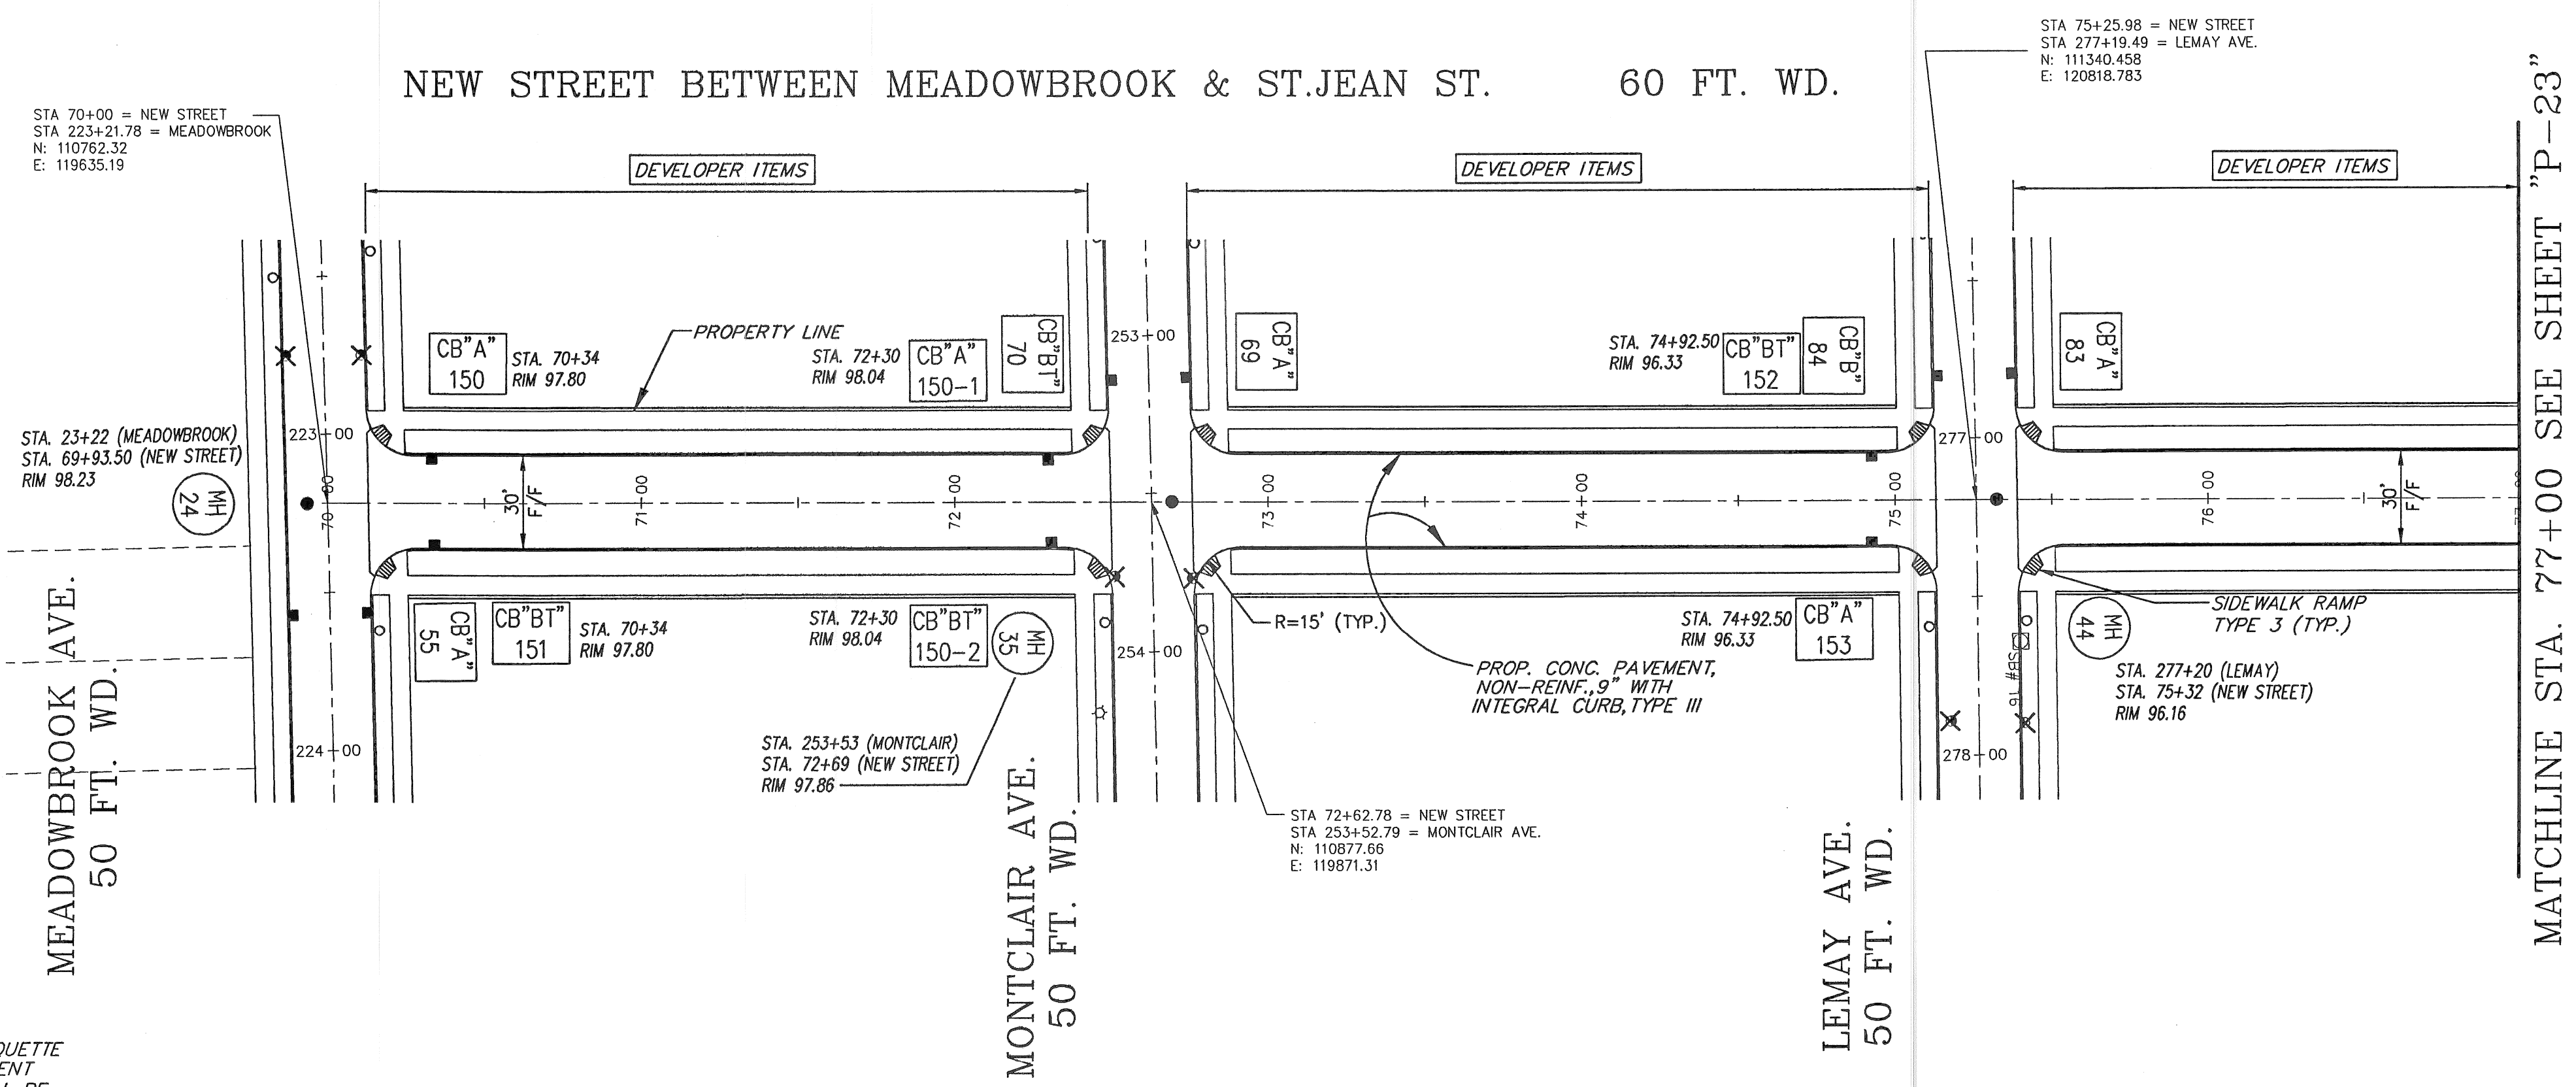 NEW STREET BETWEEN MEADOWBROOK & ST.JEAN ST. 60 FT. WD.
STA 70+00 = NEW STREET
STA 223+21.78 = MEADOWBROOK
N: 110762.32
E: 119635.19
STA 75+25.98 = NEW STREET
STA 277+19.49 = LEMAY AVE.
N: 111340.458
E: 120818.783
DEVELOPER ITEMS
DEVELOPER ITEMS
DEVELOPER ITEMS
CB"A"
150
STA. 70+34
RIM 97.80
PROPERTY LINE
STA. 72+30
RIM 98.04
CB"A"
150-1
CB"BT"
70
253+00
CB"A"
69
STA. 74+92.50
RIM 96.33
CB"BT"
152
CB"B"
84
CB"A"
83
STA. 23+22 (MEADOWBROOK)
STA. 69+93.50 (NEW STREET)
RIM 98.23
MH
24
223+00
277+00
70+00
30'
F/F
71+00
72+00
73+00
74+00
75+00
76+00
30'
F/F
CB"A"
55
CB"BT"
151
STA. 70+34
RIM 97.80
STA. 72+30
RIM 98.04
CB"BT"
150-2
MH
35
254+00
R=15' (TYP.)
STA. 74+92.50
RIM 96.33
CB"A"
153
SB# 16
MH
44
SIDEWALK RAMP
TYPE 3 (TYP.)
PROP. CONC. PAVEMENT,
NON-REINF.,9" WITH
INTEGRAL CURB, TYPE III
STA. 277+20 (LEMAY)
STA. 75+32 (NEW STREET)
RIM 96.16
224+00
278+00
STA. 253+53 (MONTCLAIR)
STA. 72+69 (NEW STREET)
RIM 97.86
STA 72+62.78 = NEW STREET
STA 253+52.79 = MONTCLAIR AVE.
N: 110877.66
E: 119871.31
MEADOWBROOK AVE.
50 FT. WD.
MONTCLAIR AVE.
50 FT. WD.
LEMAY AVE.
50 FT. WD.
MATCHLINE STA. 77+00 SEE SHEET "P-23"
QUETTE
ENT